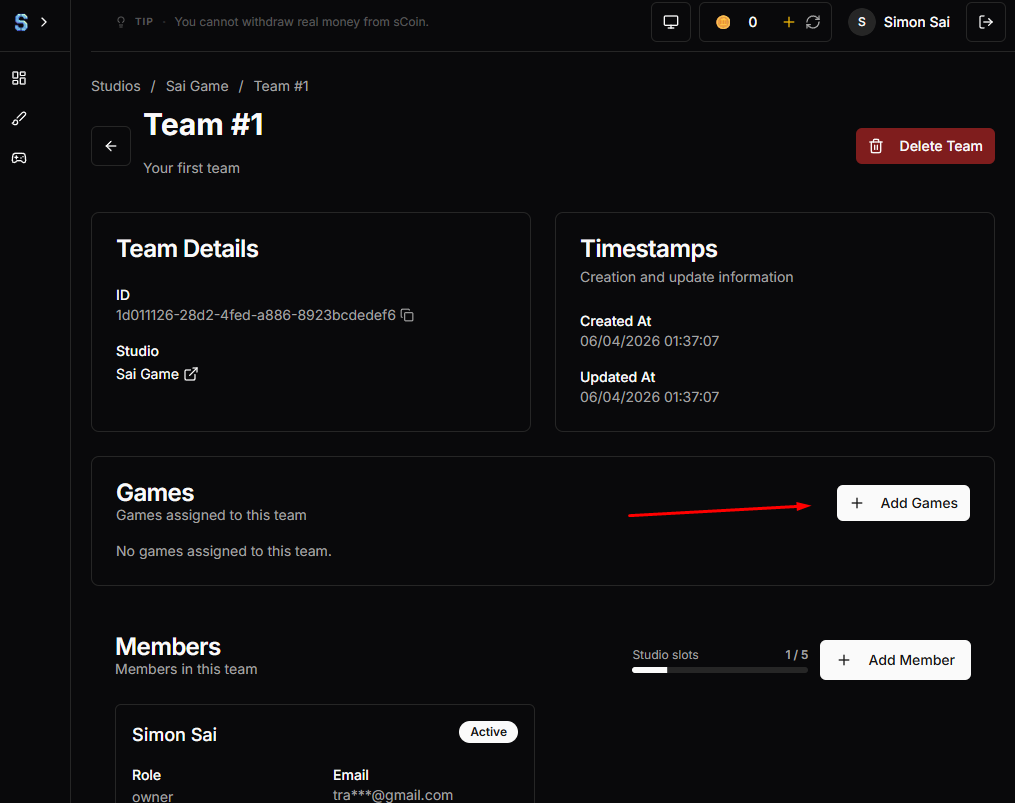 TIP · You cannot withdraw real money from sCoin.
0
S
Simon Sai
Studios / Sai Game / Team #1
Team #1
Your first team
Delete Team
Team Details
ID
1d011126-28d2-4fed-a886-8923bcdedef6
Studio
Sai Game
Timestamps
Creation and update information
Created At
06/04/2026 01:37:07
Updated At
06/04/2026 01:37:07
Games
Games assigned to this team
Add Games
No games assigned to this team.
Members
Members in this team
Studio slots 1 / 5
Add Member
Simon Sai
Active
Role
owner
Email
tra***@gmail.com